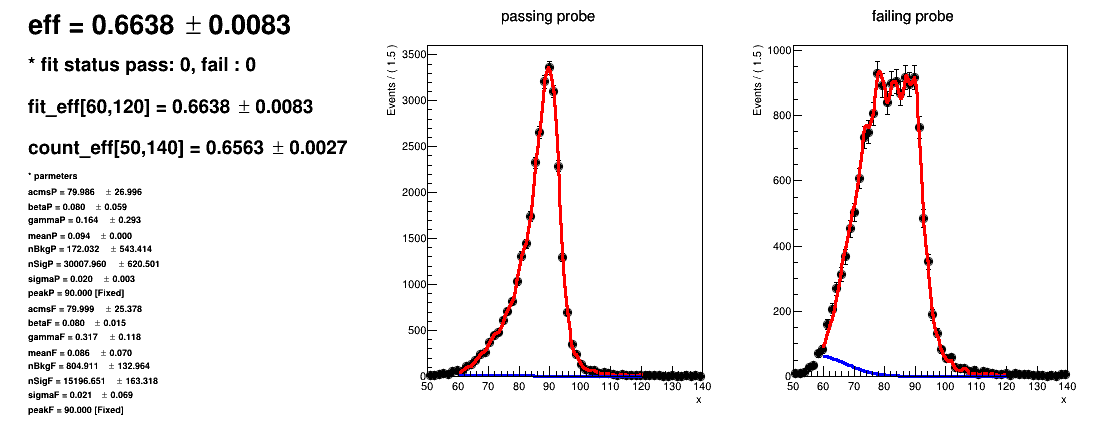 eff = 0.6638 ± 0.0083
* fit status pass: 0, fail : 0
fit_eff[60,120] = 0.6638 ± 0.0083
count_eff[50,140] = 0.6563 ± 0.0027
* parmeters
acmsP = 79.986 ± 26.996
betaP = 0.080 ± 0.059
gammaP = 0.164 ± 0.293
meanP = 0.094 ± 0.000
nBkgP = 172.032 ± 543.414
nSigP = 30007.960 ± 620.501
sigmaP = 0.020 ± 0.003
peakP = 90.000 [Fixed]
acmsF = 79.999 ± 25.378
betaF = 0.080 ± 0.015
gammaF = 0.317 ± 0.118
meanF = 0.086 ± 0.070
nBkgF = 804.911 ± 132.964
nSigF = 15196.651 ± 163.318
sigmaF = 0.021 ± 0.069
peakF = 90.000 [Fixed]
passing probe
Events / ( 1.5 )
3500
3000
2500
2000
1500
1000
500
0
50 60 70 80 90 100 110 120 130 140
x
failing probe
Events / ( 1.5 )
1000
800
600
400
200
0
50 60 70 80 90 100 110 120 130 140
x